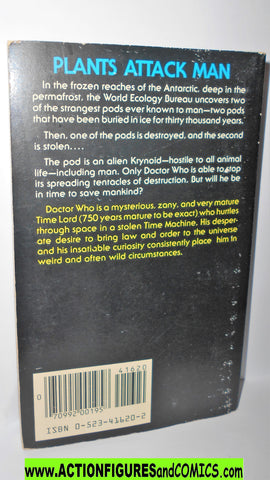 PLANTS ATTACK MAN
In the frozen reaches of the Antarctic, deep in the
permafrost, the World Ecology Bureau uncovers two
of the strangest pods ever known to man—two pods
that have been buried in ice for thirty thousand years.
Then, one of the pods is destroyed, and the second
is stolen....
The pod is an alien Krynoid—hostile to all animal
life—including man. Only Doctor Who is able to stop
its spreading tentacles of destruction. But will he be
in time to save mankind?
Doctor Who is a mysterious, zany, and very mature
Time Lord (750 years mature to be exact) who hurtles
through space in a stolen Time Machine. His desper-
ate desire to bring law and order to the universe
and his insatiable curiosity consistently place him in
weird and often wild circumstances.
41620
0 70992 00195
ISBN 0-523-41620-2
www.ACTIONFIGURESandCOMICS.com